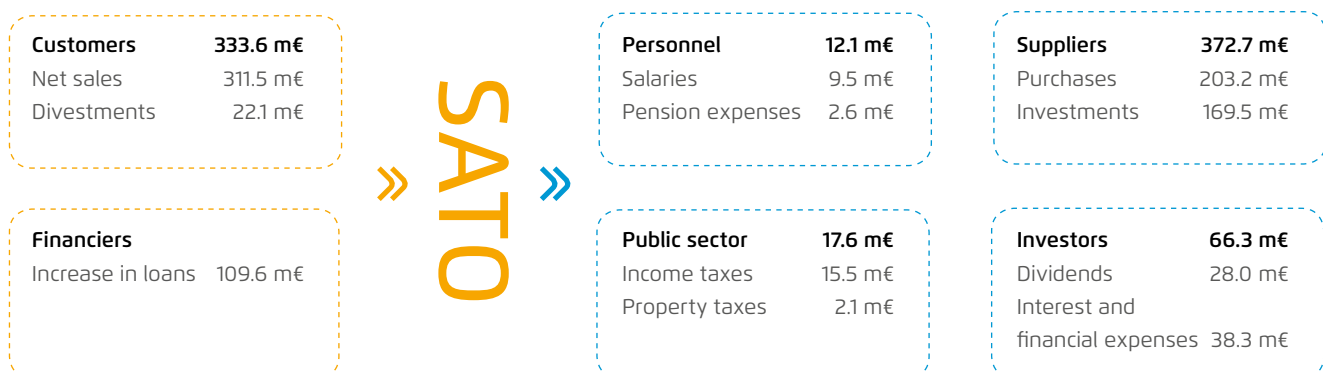 Customers 333.6 m€
Net sales 311.5 m€
Divestments 22.1 m€
Financiers
Increase in loans 109.6 m€
»
SATO
»
Personnel 12.1 m€
Salaries 9.5 m€
Pension expenses 2.6 m€
Public sector 17.6 m€
Income taxes 15.5 m€
Property taxes 2.1 m€
Suppliers 372.7 m€
Purchases 203.2 m€
Investments 169.5 m€
Investors 66.3 m€
Dividends 28.0 m€
Interest and
financial expenses 38.3 m€